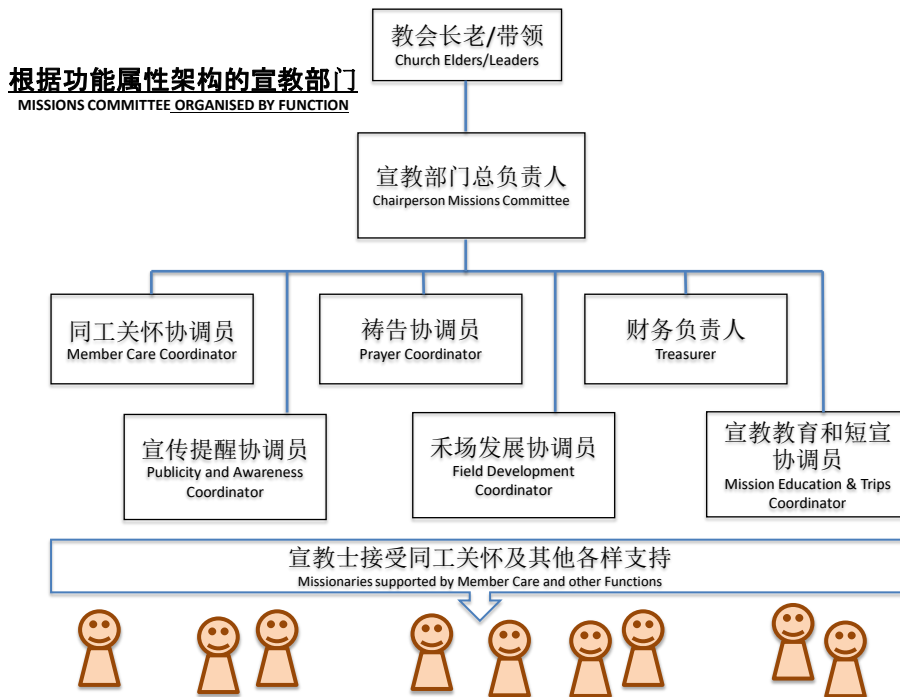 教会长老/带领
Church Elders/Leaders
根据功能属性架构的宣教部门
MISSIONS COMMITTEE ORGANISED BY FUNCTION
宣教部门总负责人
Chairperson Missions Committee
同工关怀协调员
Member Care Coordinator
祷告协调员
Prayer Coordinator
财务负责人
Treasurer
宣传提醒协调员
Publicity and Awareness
Coordinator
禾场发展协调员
Field Development
Coordinator
宣教教育和短宣
协调员
Mission Education & Trips
Coordinator
宣教士接受同工关怀及其他各样支持
Missionaries supported by Member Care and other Functions